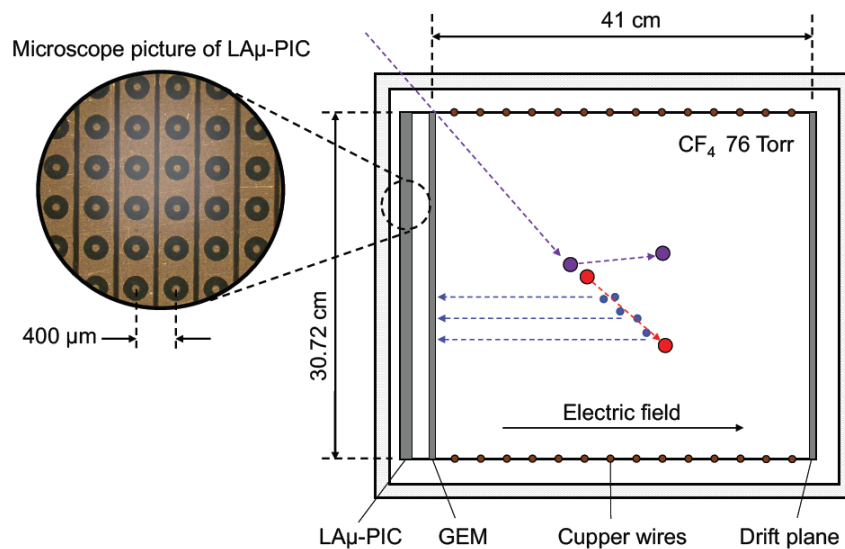 41 cm
Microscope picture of LAμ-PIC
CF₄ 76 Torr
400 μm
30.72 cm
Electric field
LAμ-PIC
GEM
Cupper wires
Drift plane